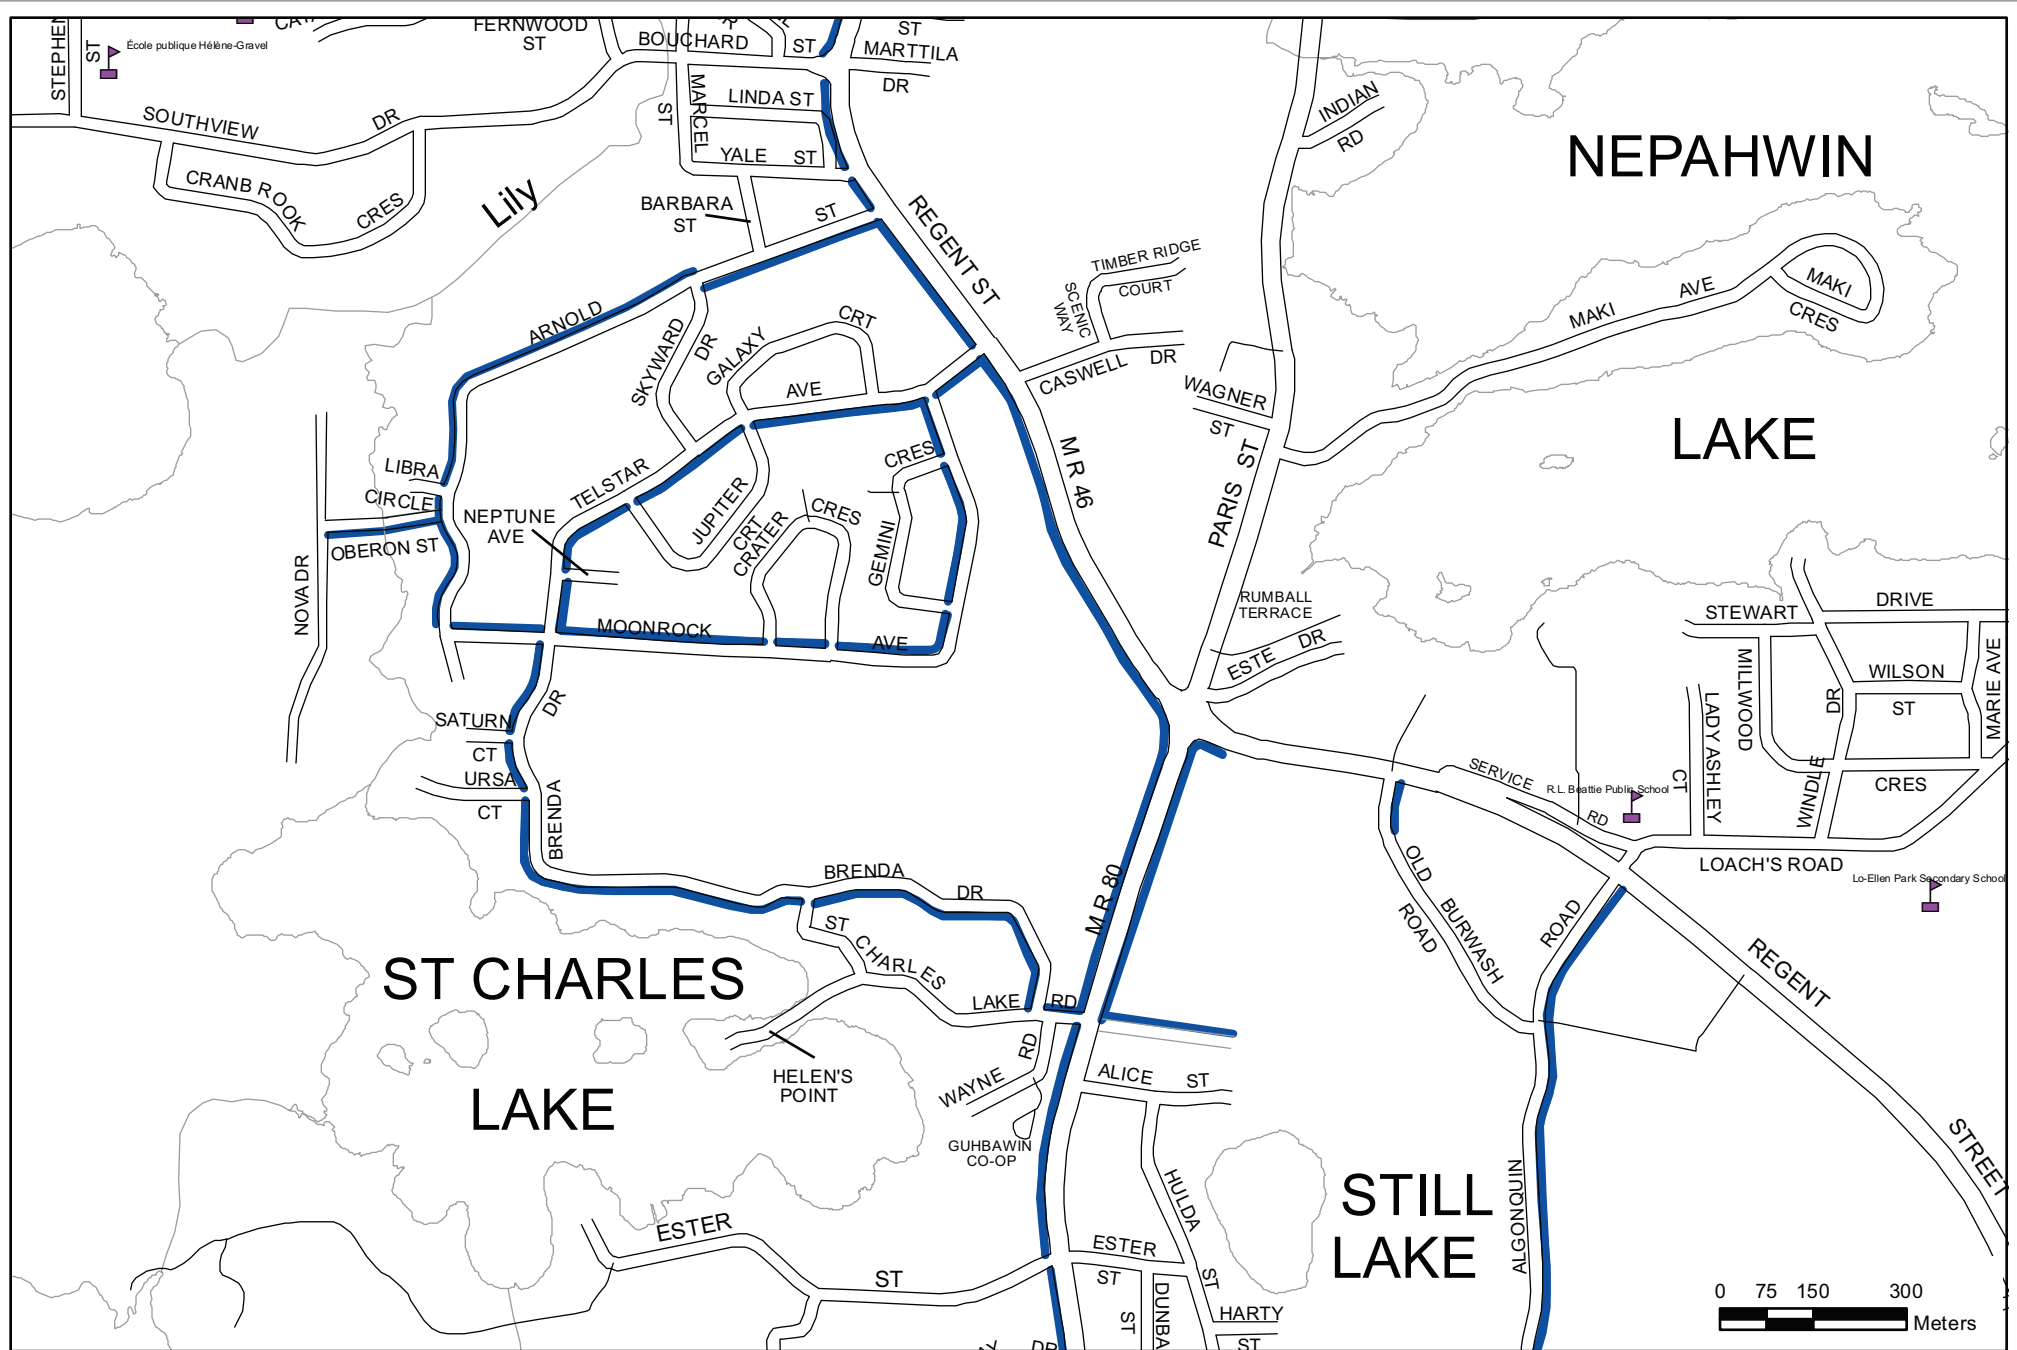 FERNWOOD
ST
BOUCHARD
ST
ST
MARTTILA
DR
STEPHEN
ST
École publique Hélène-Gravel
SOUTHVIEW
DR
CRANB ROOK
CRES
MARCEL
ST
LINDA ST
YALE ST
BARBARA
ST
ST
Lily
REGENT ST
INDIAN
RD
NEPAHWIN
LAKE
TIMBER RIDGE
COURT
SCENIC
WAY
CASWELL
DR
MAKI
AVE
MAKI
CRES
WAGNER
ST
PARIS ST
ARNOLD
SKYWARD
DR
GALAXY
CRT
AVE
TELSTAR
LIBRA
CIRCLE
OBERON ST
NOVA DR
NEPTUNE
AVE
JUPITER
CRT
CRATER
CRES
CRES
GEMINI
M R 46
MOONROCK
AVE
RUMBALL
TERRACE
ESTE DR
STEWART
DRIVE
MILLWOOD
WILSON
ST
MARIE AVE
DR
WINDLE
CRES
LADY ASHLEY
CT
SERVICE
RD
R.L. Beattie Public School
LOACH'S ROAD
Lo-Ellen Park Secondary School
SATURN
CT
URSA
CT
DR
BRENDA
BRENDA
DR
M R 80
OLD
BURWASH
ROAD
ROAD
REGENT
STREET
ST
CHARLES
LAKE
RD
ST CHARLES
LAKE
HELEN'S
POINT
WAYNE
RD
GUHBAWIN
CO-OP
ALICE
ST
HULDA
ST
ESTER
ST
ESTER
ST
ST
DUNBA
HARTY
ST
STILL
LAKE
ALGONQUIN
DR
0 75 150 300
Meters